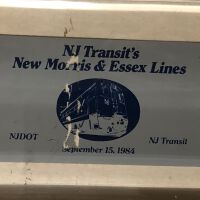 NJ Transit's
New Morris & Essex Lines
NJDOT
NJ Transit
September 15, 1984